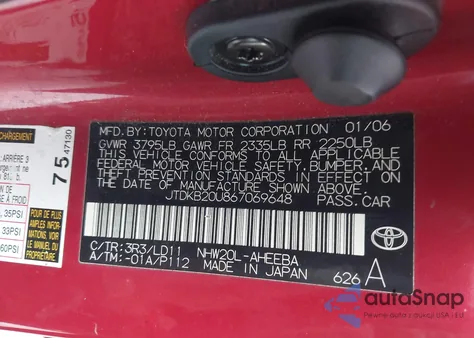 CHARGEMENT
75 47130
35PSI
33PSI
60PSI
MFD. BY: TOYOTA MOTOR CORPORATION 01/06
GVWR 3795LB GAWR FR 2335LB RR 2250LB
THIS VEHICLE CONFORMS TO ALL APPLICABLE
FEDERAL MOTOR VEHICLE SAFETY, BUMPER, AND
THEFT PREVENTION STANDARDS IN EFFECT ON
THE DATE OF MANUFACTURE SHOWN ABOVE.
JTDKB20U867069648 PASS.CAR
C/TR:3R3/LD11 NHW20L-AHEEBA
A/TM:-01A/P112 MADE IN JAPAN
626 A
TOYOTA
autoSnap